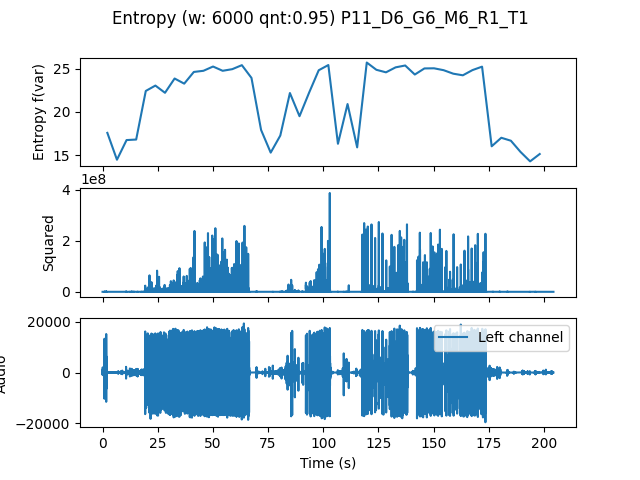 Entropy (w: 6000 qnt:0.95) P11_D6_G6_M6_R1_T1
Entropy f(var)
25
20
15
1e8
Squared
4
2
0
Audio
20000
0
−20000
Left channel
0 25 50 75 100 125 150 175 200
Time (s)